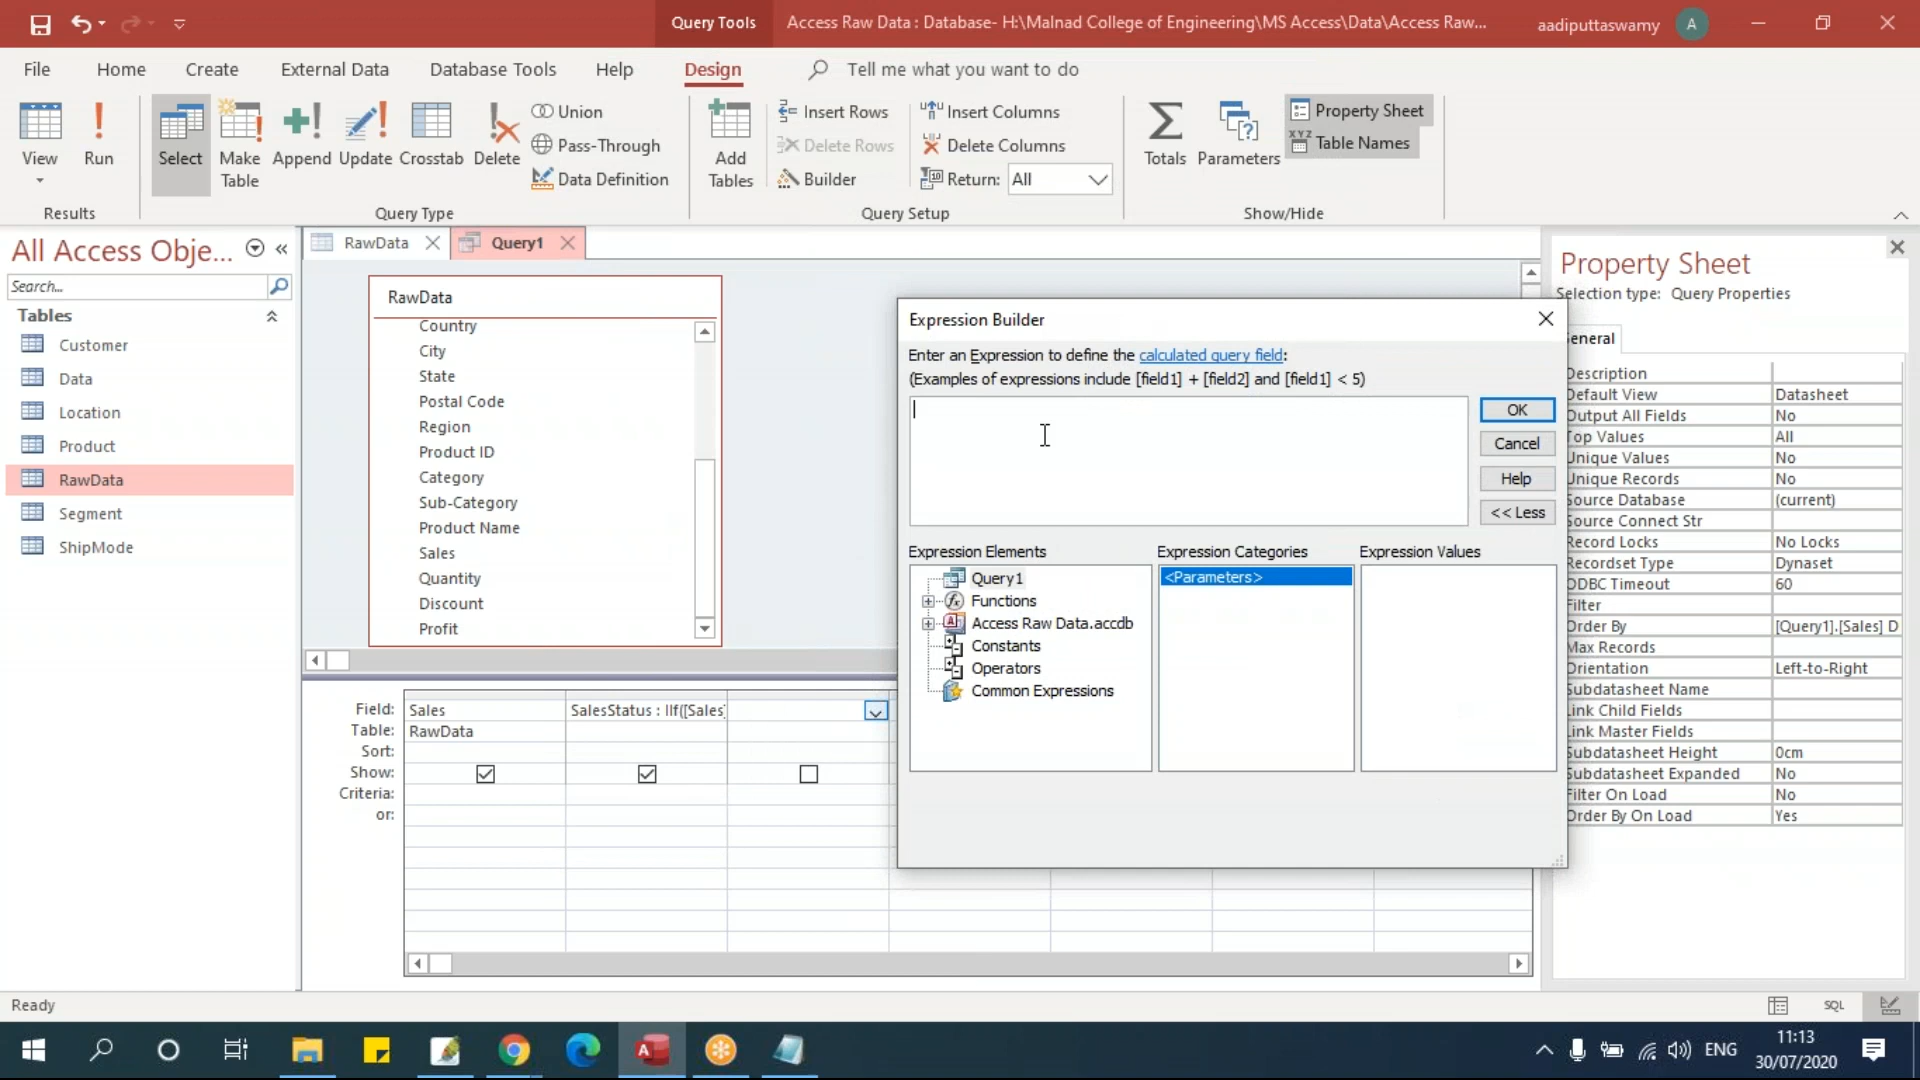 Query Tools
Access Raw Data : Database- H:\Malnad College of Engineering\MS Access\Data\Access Raw...
aadiputtaswamy
A
File
Home
Create
External Data
Database Tools
Help
Design
Tell me what you want to do
View
Run
Select
Make Table
Append
Update
Crosstab
Delete
Union
Pass-Through
Data Definition
Add Tables
Insert Rows
Delete Rows
Builder
Insert Columns
Delete Columns
Return: All
Totals
Parameters
Property Sheet
Table Names
Results
Query Type
Query Setup
Show/Hide
All Access Obje...
Search...
Tables
Customer
Data
Location
Product
RawData
Segment
ShipMode
RawData
Query1
RawData
Country
City
State
Postal Code
Region
Product ID
Category
Sub-Category
Product Name
Sales
Quantity
Discount
Profit
Field: Sales SalesStatus : IIf([Sales]
Table: RawData
Sort:
Show:
Criteria:
or:
Expression Builder
Enter an Expression to define the calculated query field:
(Examples of expressions include [field1] + [field2] and [field1] < 5)
OK
Cancel
Help
<< Less
Expression Elements
Query1
Functions
Access Raw Data.accdb
Constants
Operators
Common Expressions
Expression Categories
<Parameters>
Expression Values
Property Sheet
Selection type: Query Properties
General
Description
Default View Datasheet
Output All Fields No
Top Values All
Unique Values No
Unique Records No
Source Database (current)
Source Connect Str
Record Locks No Locks
Recordset Type Dynaset
ODBC Timeout 60
Filter
Order By [Query1].[Sales] D
Max Records
Orientation Left-to-Right
Subdatasheet Name
Link Child Fields
Link Master Fields
Subdatasheet Height 0cm
Subdatasheet Expanded No
Filter On Load No
Order By On Load Yes
Ready
SQL
ENG
11:13
30/07/2020